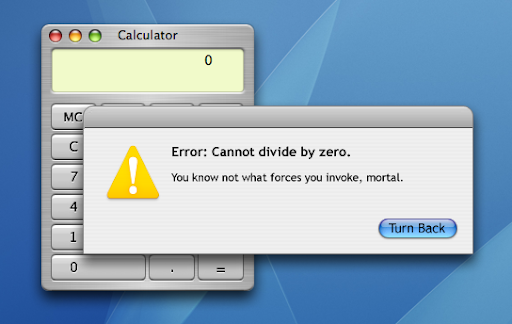 Calculator
0
MC
C
7
4
1
0 . =
Error: Cannot divide by zero.
You know not what forces you invoke, mortal.
Turn Back